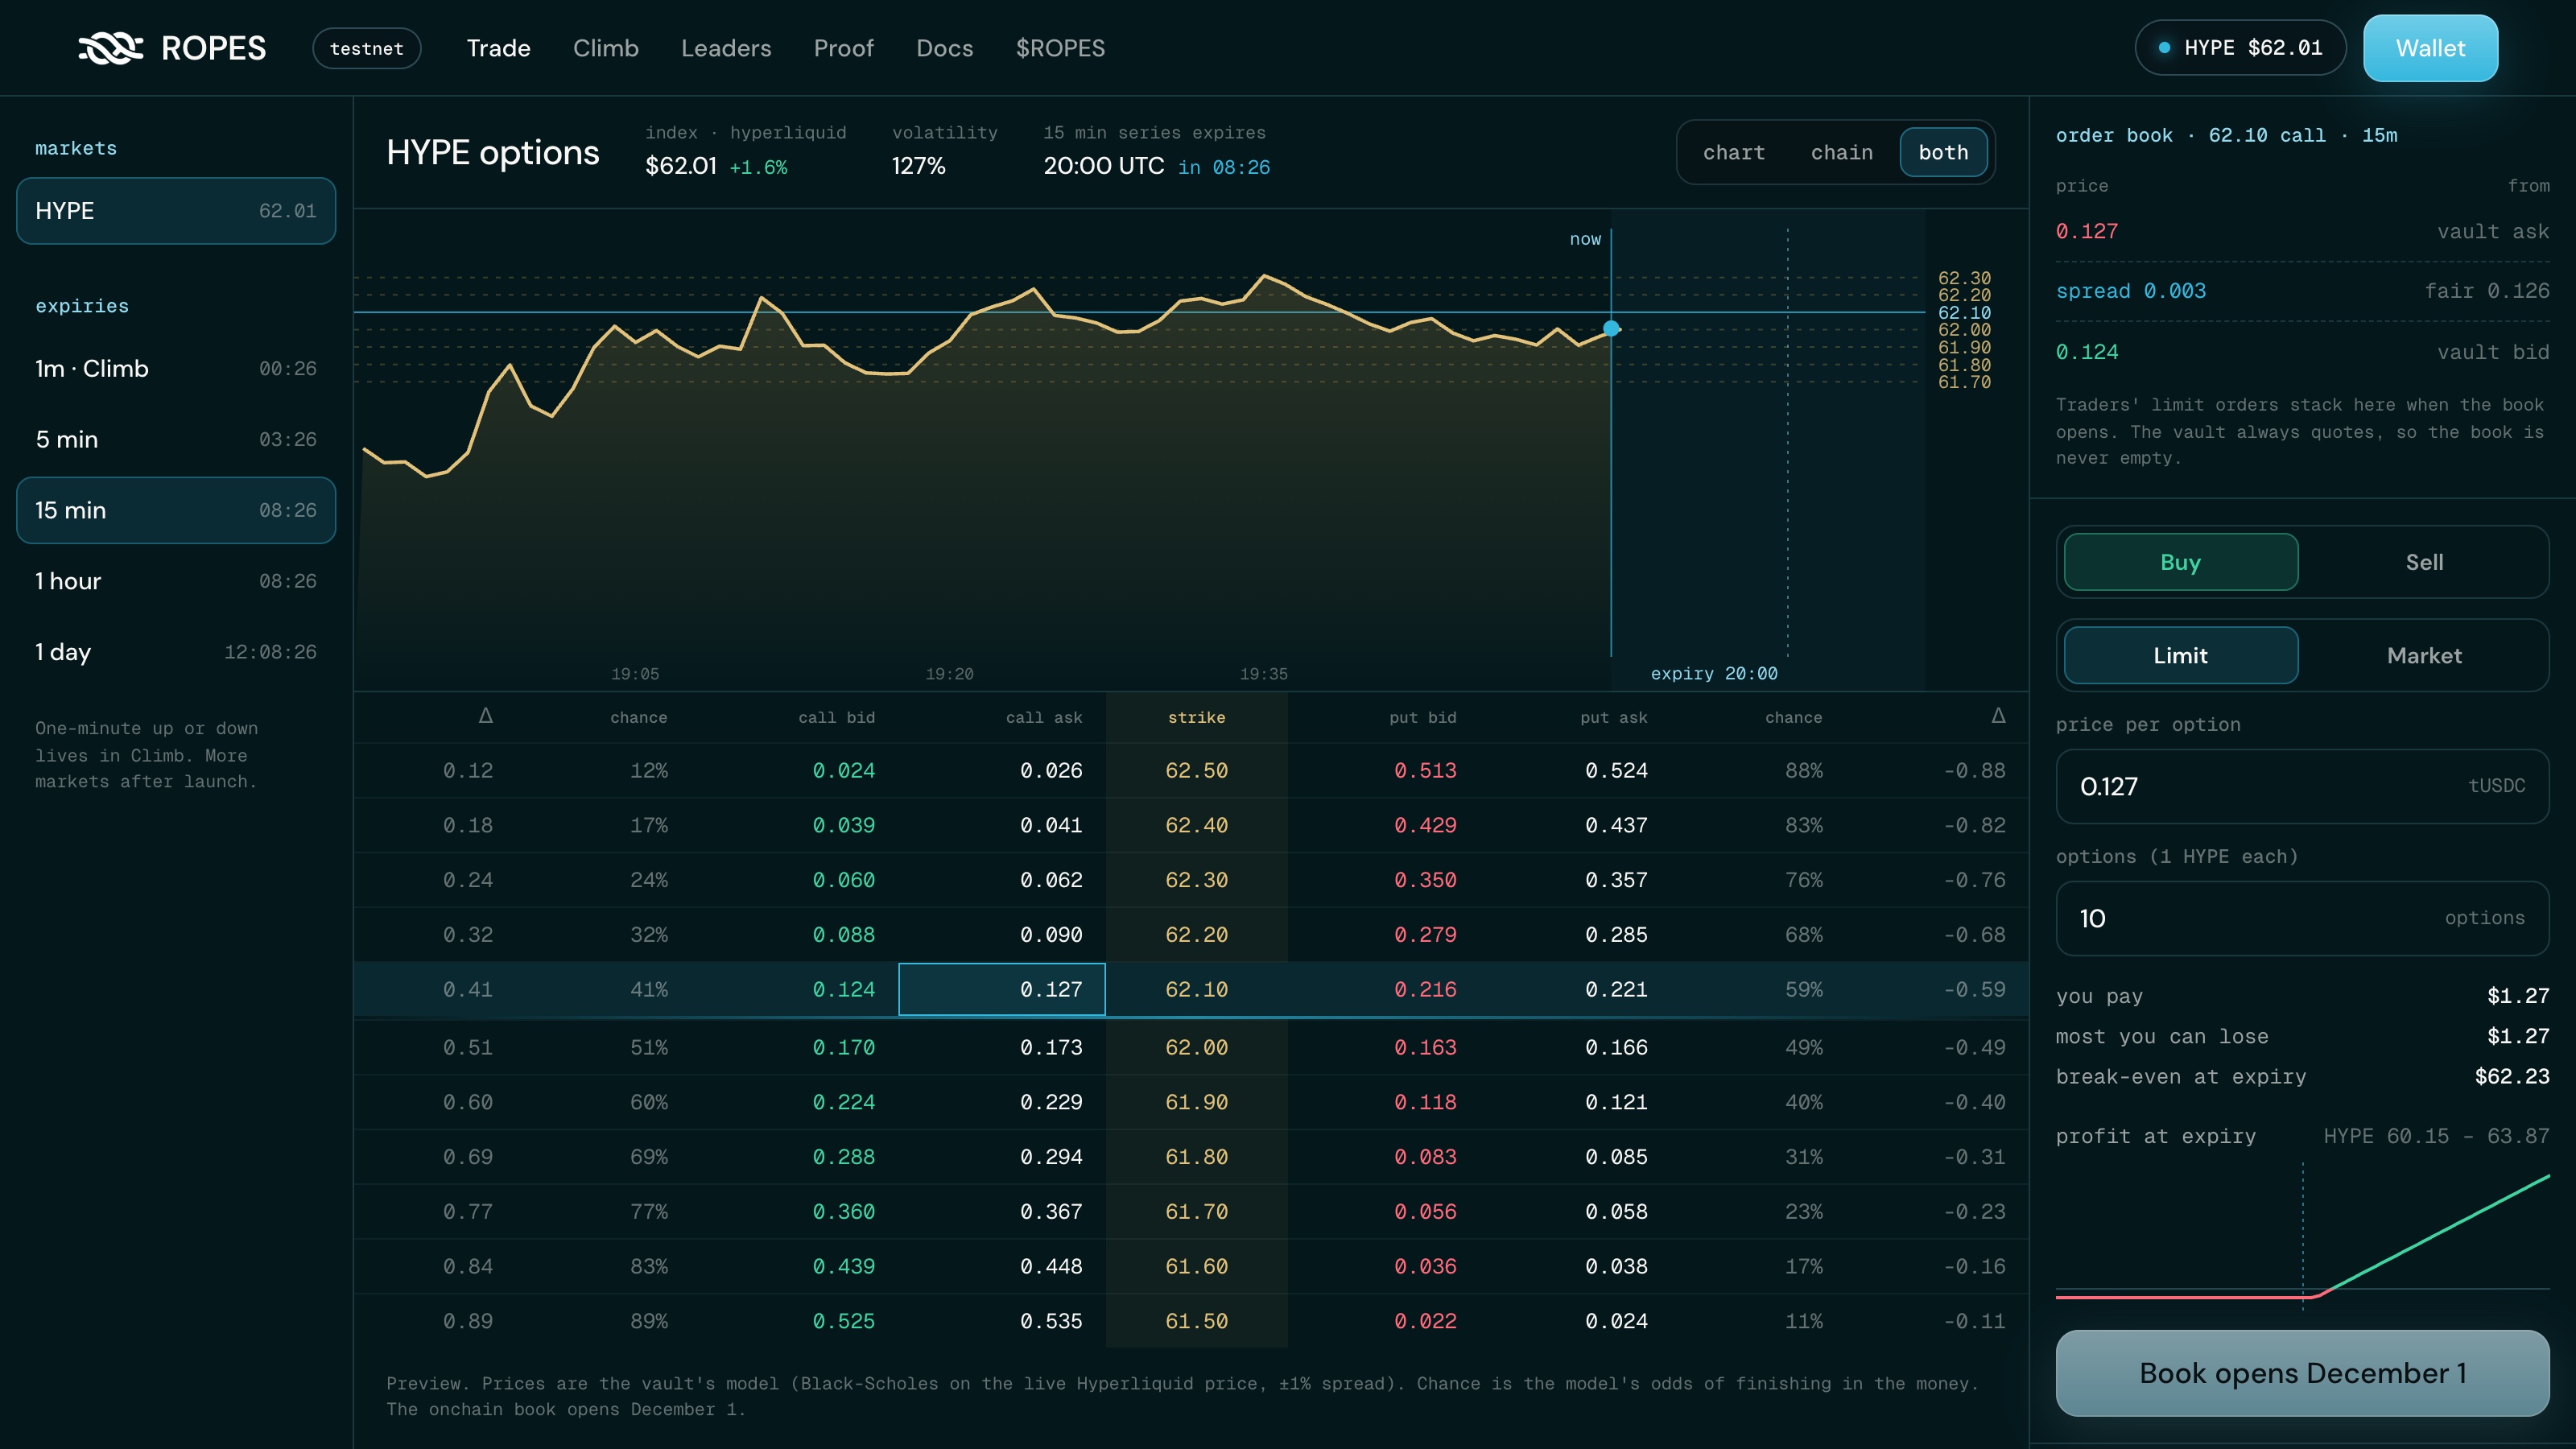 ROPES testnet Trade Climb Leaders Proof Docs $ROPES HYPE $62.01 Wallet
markets
HYPE 62.01
expiries
1m · Climb 00:26
5 min 03:26
15 min 08:26
1 hour 08:26
1 day 12:08:26
One-minute up or down
lives in Climb. More
markets after launch.
HYPE options
index · hyperliquid
$62.01 +1.6%
volatility
127%
15 min series expires
20:00 UTC in 08:26
chart chain both
now
62.30
62.20
62.10
62.00
61.90
61.80
61.70
19:05 19:20 19:35 expiry 20:00
Δ chance call bid call ask strike put bid put ask chance Δ
0.12 12% 0.024 0.026 62.50 0.513 0.524 88% -0.88
0.18 17% 0.039 0.041 62.40 0.429 0.437 83% -0.82
0.24 24% 0.060 0.062 62.30 0.350 0.357 76% -0.76
0.32 32% 0.088 0.090 62.20 0.279 0.285 68% -0.68
0.41 41% 0.124 0.127 62.10 0.216 0.221 59% -0.59
0.51 51% 0.170 0.173 62.00 0.163 0.166 49% -0.49
0.60 60% 0.224 0.229 61.90 0.118 0.121 40% -0.40
0.69 69% 0.288 0.294 61.80 0.083 0.085 31% -0.31
0.77 77% 0.360 0.367 61.70 0.056 0.058 23% -0.23
0.84 83% 0.439 0.448 61.60 0.036 0.038 17% -0.16
0.89 89% 0.525 0.535 61.50 0.022 0.024 11% -0.11
Preview. Prices are the vault's model (Black-Scholes on the live Hyperliquid price, ±1% spread). Chance is the model's odds of finishing in the money.
The onchain book opens December 1.
order book · 62.10 call · 15m
price from
0.127 vault ask
spread 0.003 fair 0.126
0.124 vault bid
Traders' limit orders stack here when the book
opens. The vault always quotes, so the book is
never empty.
Buy Sell
Limit Market
price per option
0.127 tUSDC
options (1 HYPE each)
10 options
you pay $1.27
most you can lose $1.27
break-even at expiry $62.23
profit at expiry HYPE 60.15 – 63.87
Book opens December 1